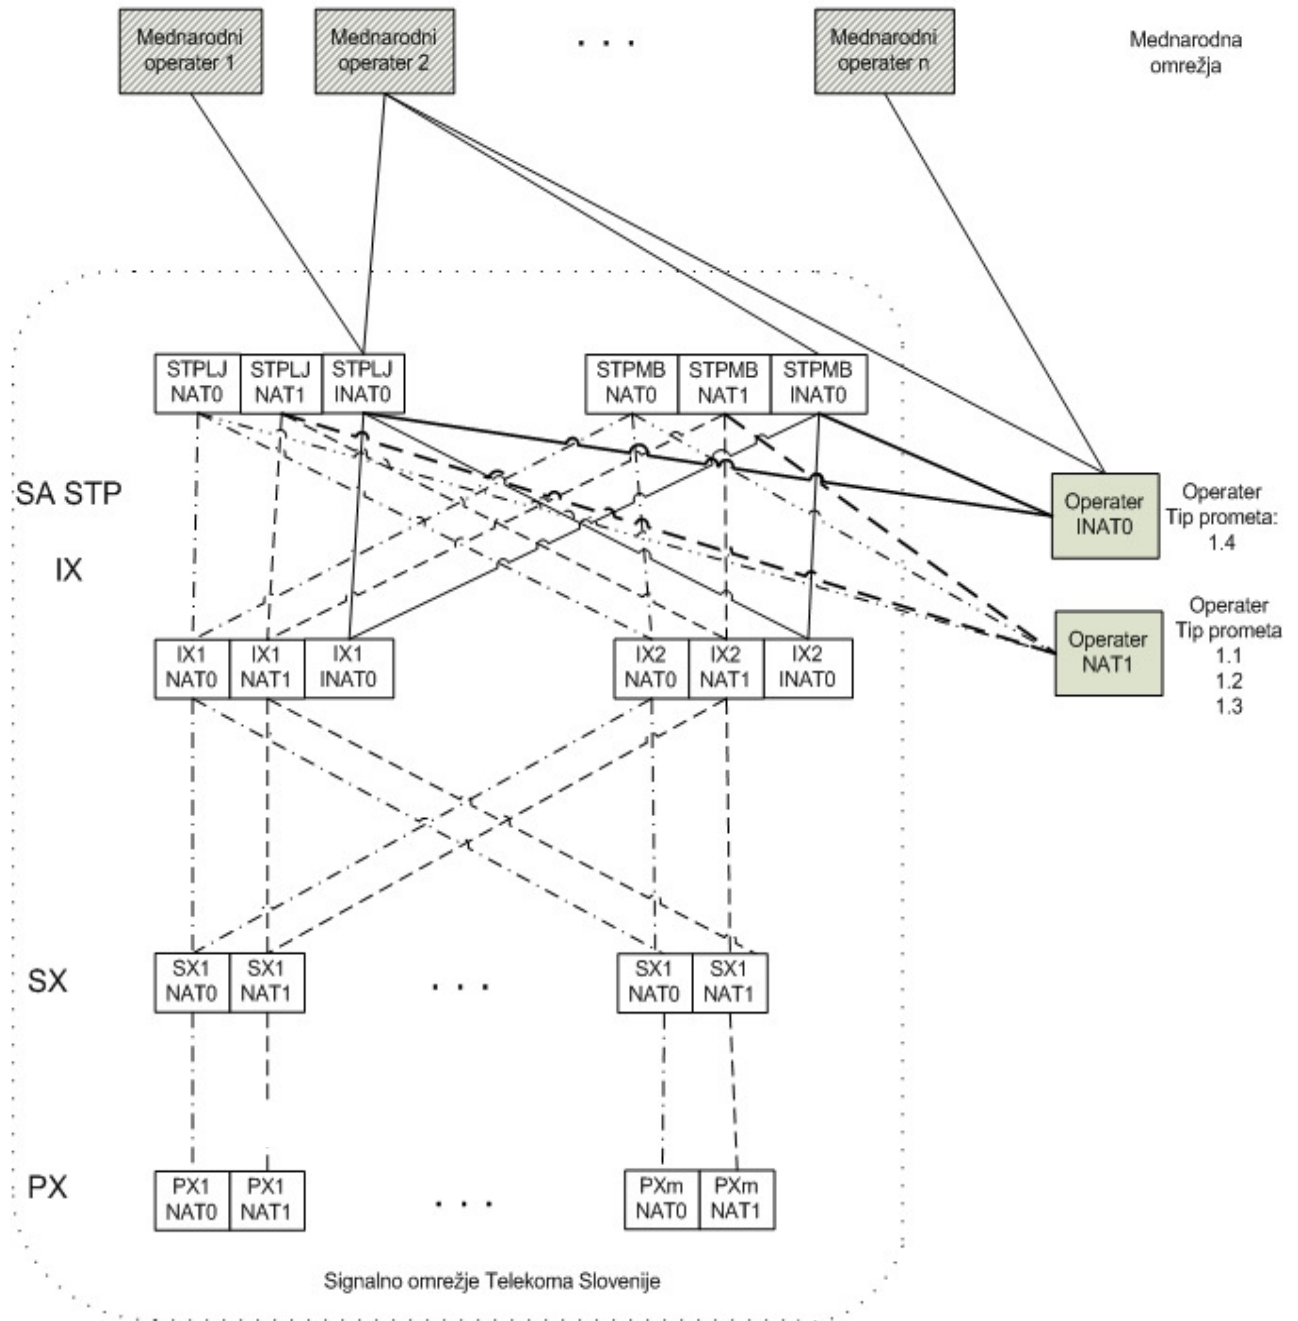 Mednarodni
operater 1
Mednarodni
operater 2
. . .
Mednarodni
operater n
Mednarodna
omrežja
STPLJ
NAT0
STPLJ
NAT1
STPLJ
INAT0
STPMB
NAT0
STPMB
NAT1
STPMB
INAT0
SA STP
IX
Operater
INAT0
Operater
Tip prometa:
1.4
IX1
NAT0
IX1
NAT1
IX1
INAT0
IX2
NAT0
IX2
NAT1
IX2
INAT0
Operater
NAT1
Operater
Tip prometa
1.1
1.2
1.3
SX
SX1
NAT0
SX1
NAT1
. . .
SX1
NAT0
SX1
NAT1
PX
PX1
NAT0
PX1
NAT1
. . .
PXm
NAT0
PXm
NAT1
Signalno omrežje Telekoma Slovenije